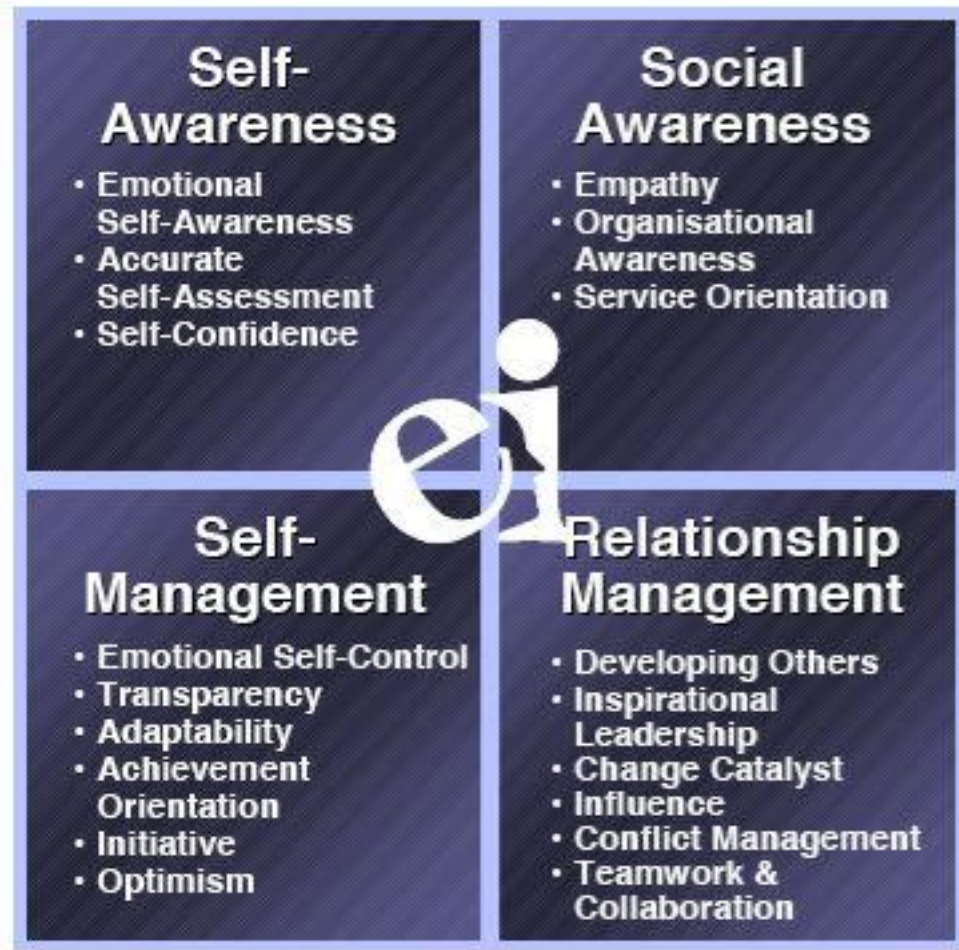 Self-
Awareness
• Emotional
Self-Awareness
• Accurate
Self-Assessment
• Self-Confidence
Social
Awareness
• Empathy
• Organisational
Awareness
• Service Orientation
ei
Self-
Management
• Emotional Self-Control
• Transparency
• Adaptability
• Achievement
Orientation
• Initiative
• Optimism
Relationship
Management
• Developing Others
• Inspirational
Leadership
• Change Catalyst
• Influence
• Conflict Management
• Teamwork &
Collaboration